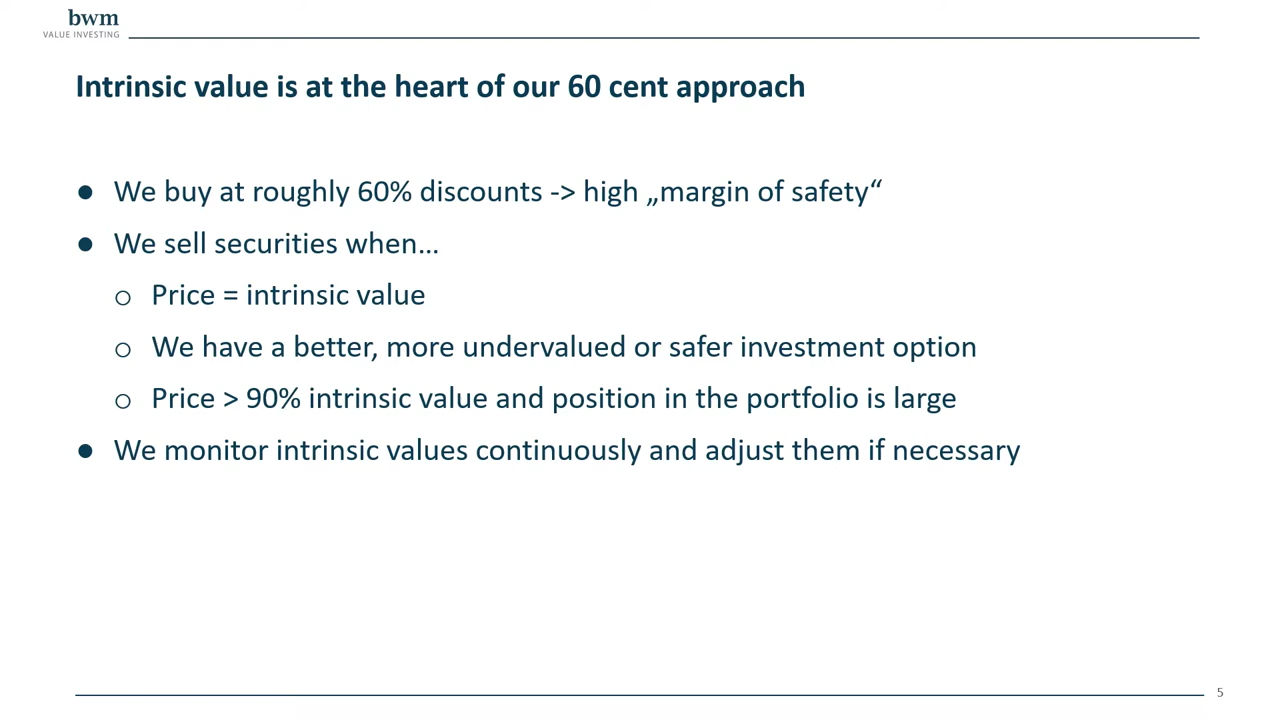 bwm
VALUE INVESTING
Intrinsic value is at the heart of our 60 cent approach
● We buy at roughly 60% discounts -> high „margin of safety“
● We sell securities when…
o Price = intrinsic value
o We have a better, more undervalued or safer investment option
o Price > 90% intrinsic value and position in the portfolio is large
● We monitor intrinsic values continuously and adjust them if necessary
5